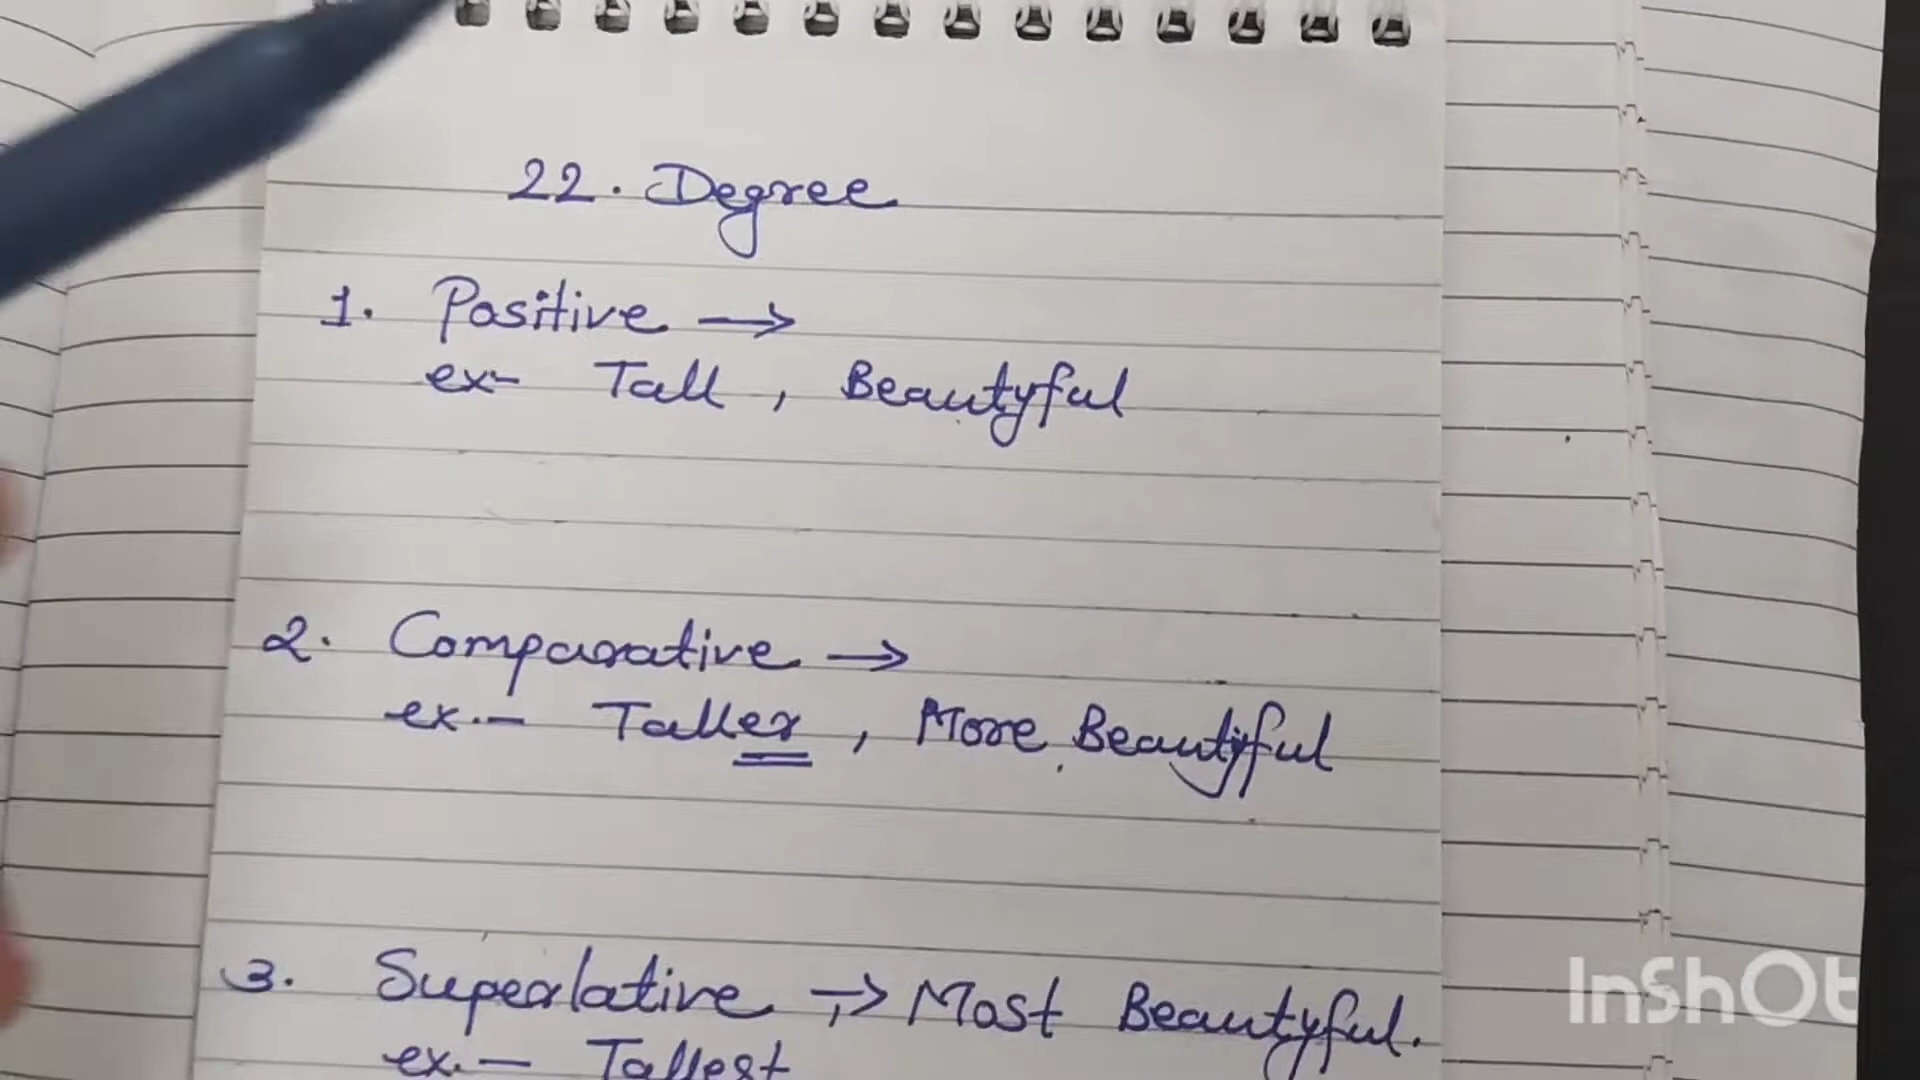 22. Degree
1. Positive →
ex- Tall, Beautyful
2. Comparative →
ex.- Taller, More Beautyful
3. Superlative → Most Beautyful.
ex.- Tallest
InShot